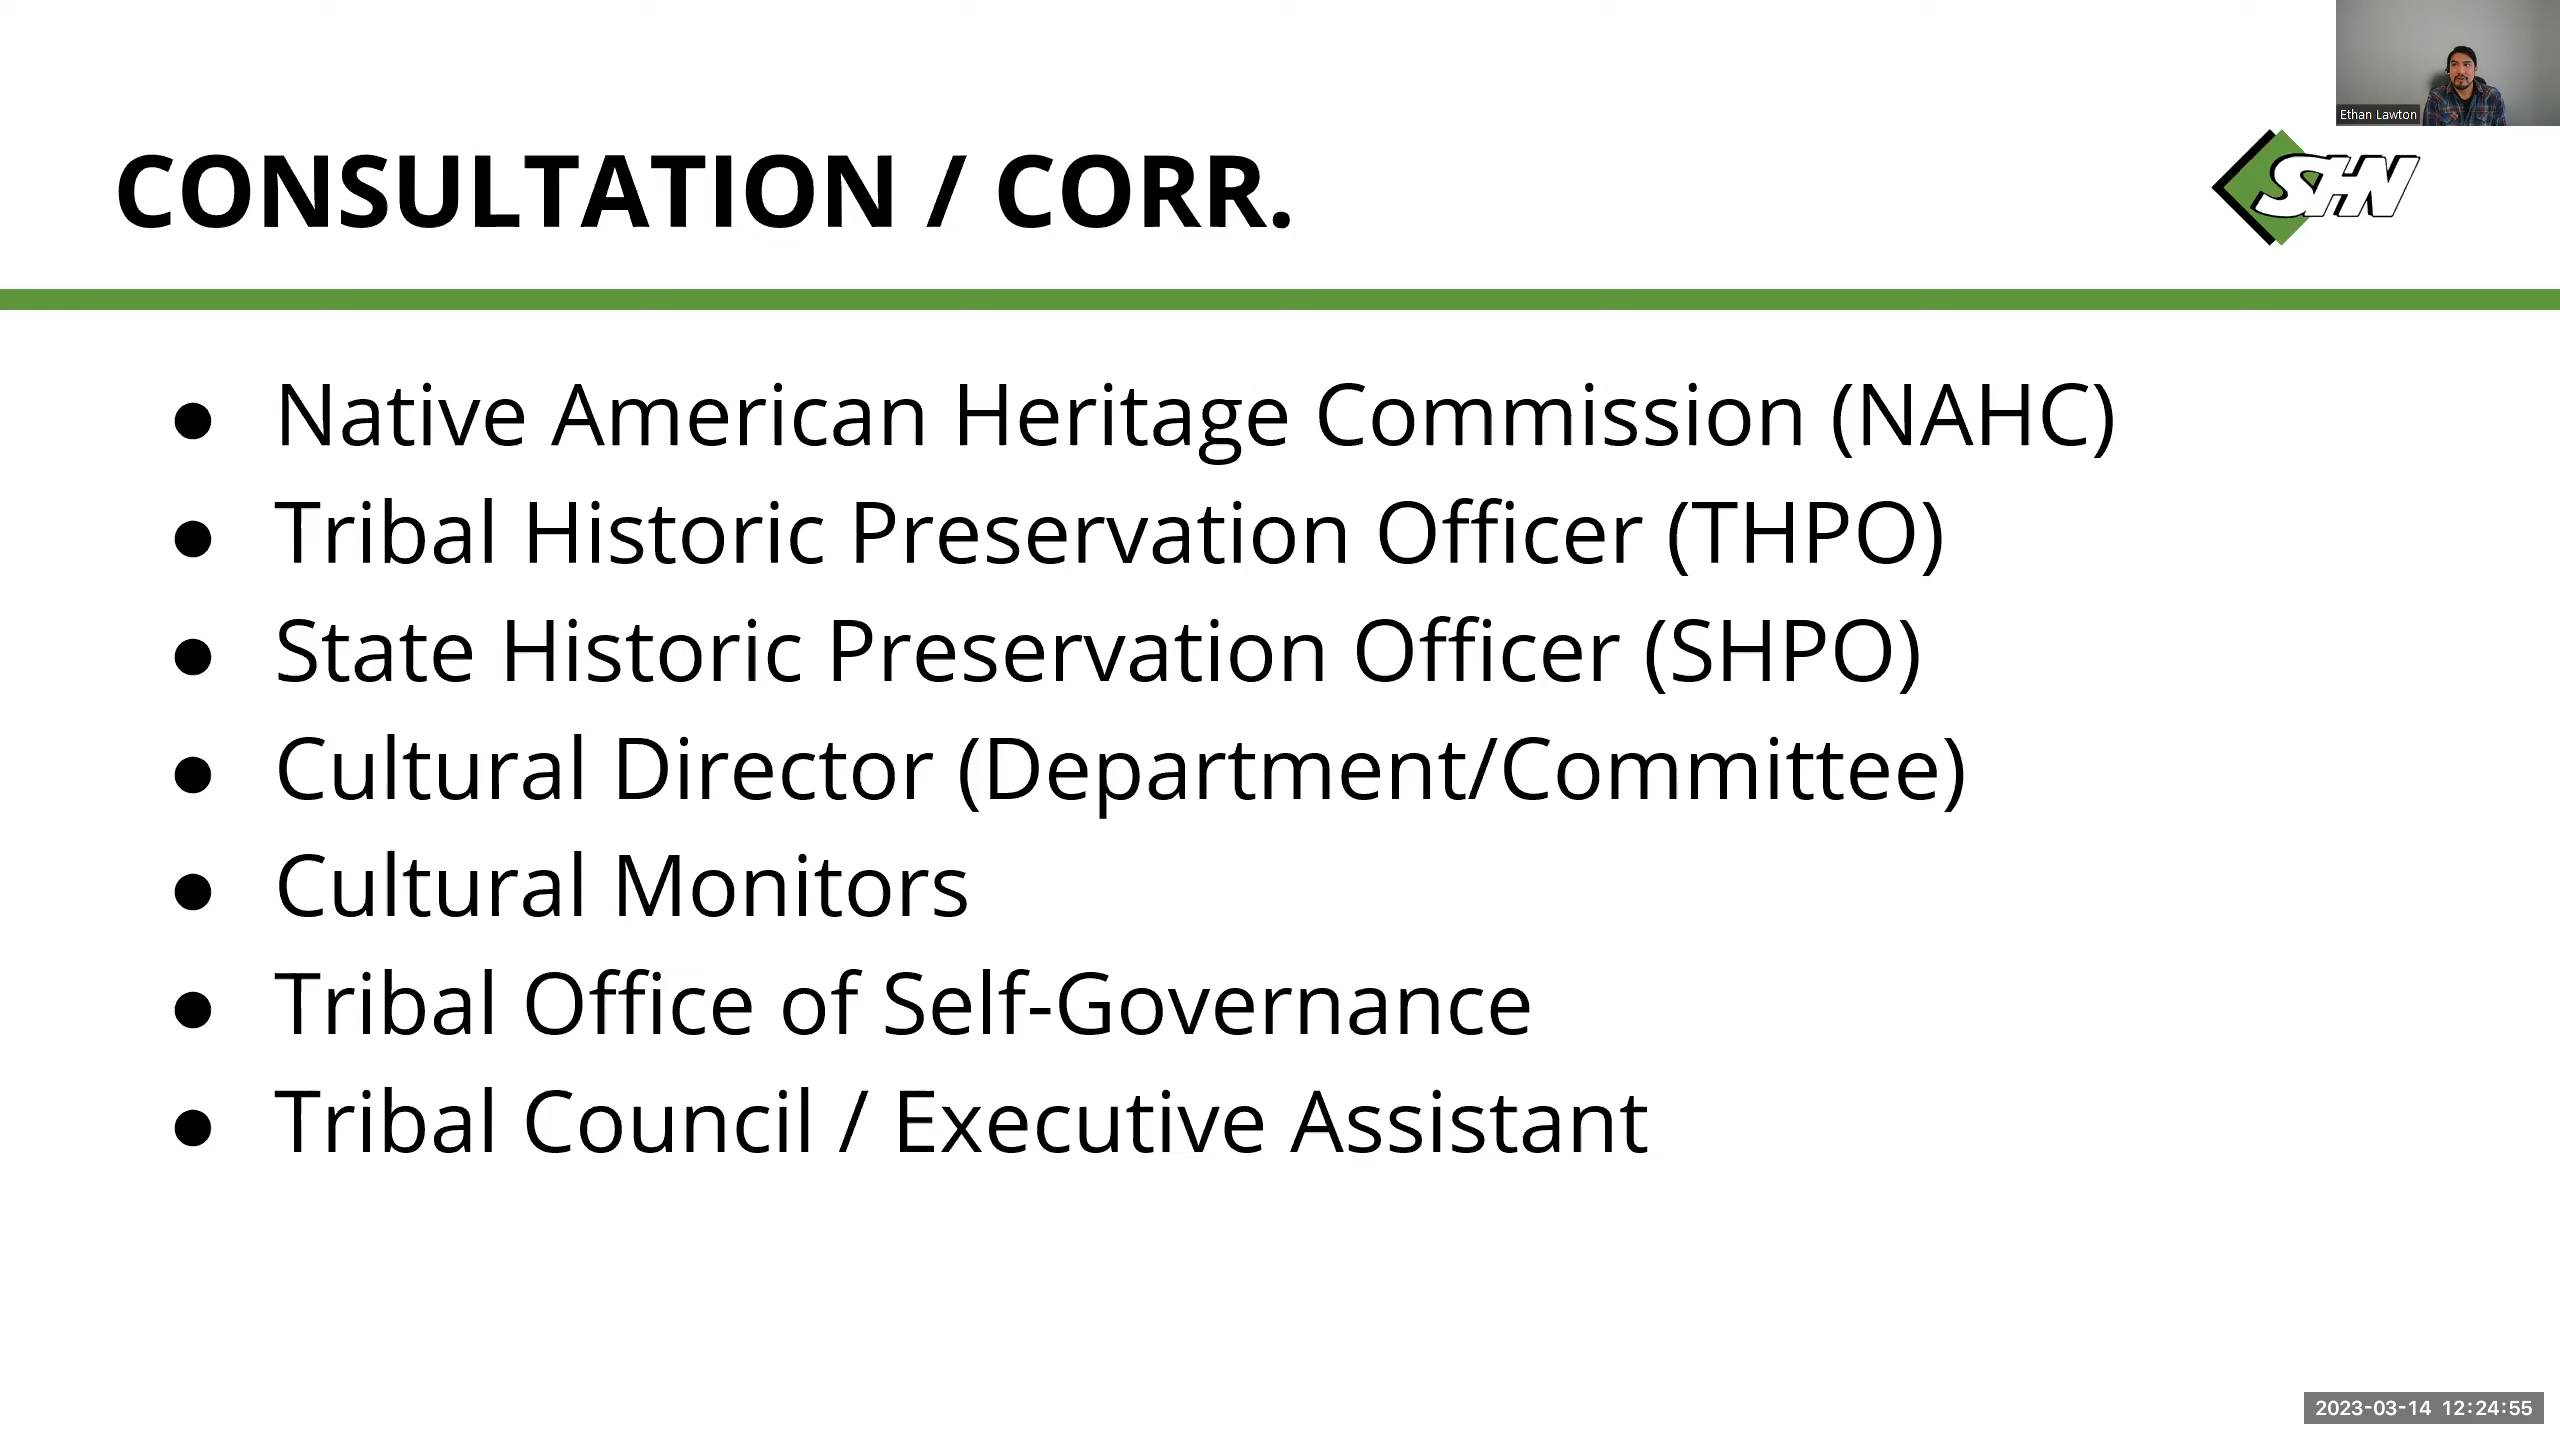 Ethan Lawton
CONSULTATION / CORR.
SHN
● Native American Heritage Commission (NAHC)
● Tribal Historic Preservation Officer (THPO)
● State Historic Preservation Officer (SHPO)
● Cultural Director (Department/Committee)
● Cultural Monitors
● Tribal Office of Self-Governance
● Tribal Council / Executive Assistant
2023-03-14 12:24:55